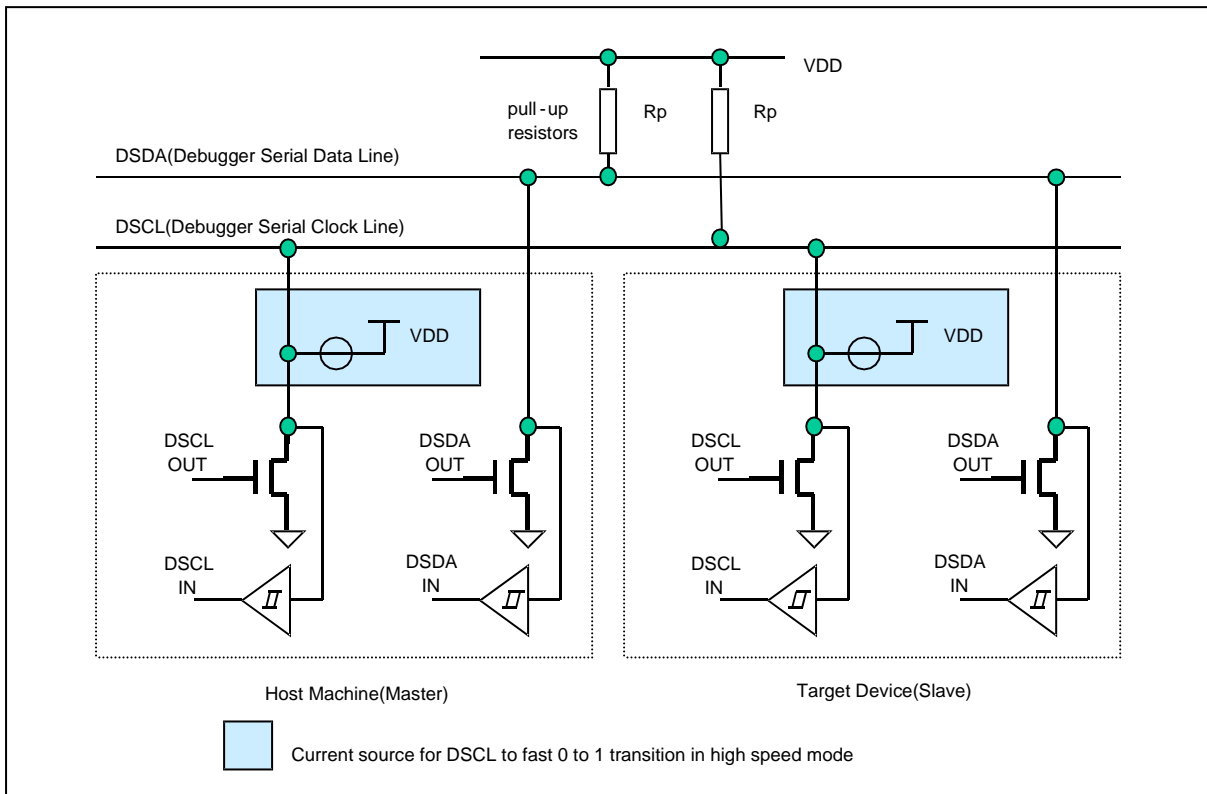 VDD
pull-up
resistors
Rp
Rp
DSDA(Debugger Serial Data Line)
DSCL(Debugger Serial Clock Line)
VDD
VDD
DSCL
OUT
DSDA
OUT
DSCL
OUT
DSDA
OUT
DSCL
IN
DSDA
IN
DSCL
IN
DSDA
IN
Host Machine(Master)
Target Device(Slave)
Current source for DSCL to fast 0 to 1 transition in high speed mode